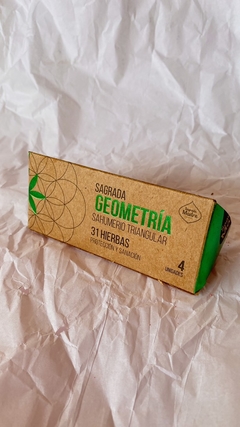 SAGRADA
GEOMETRÍA
SAHUMERIO TRIANGULAR
31 HIERBAS
PROTECCIÓN Y SANACIÓN
4
UNIDADES